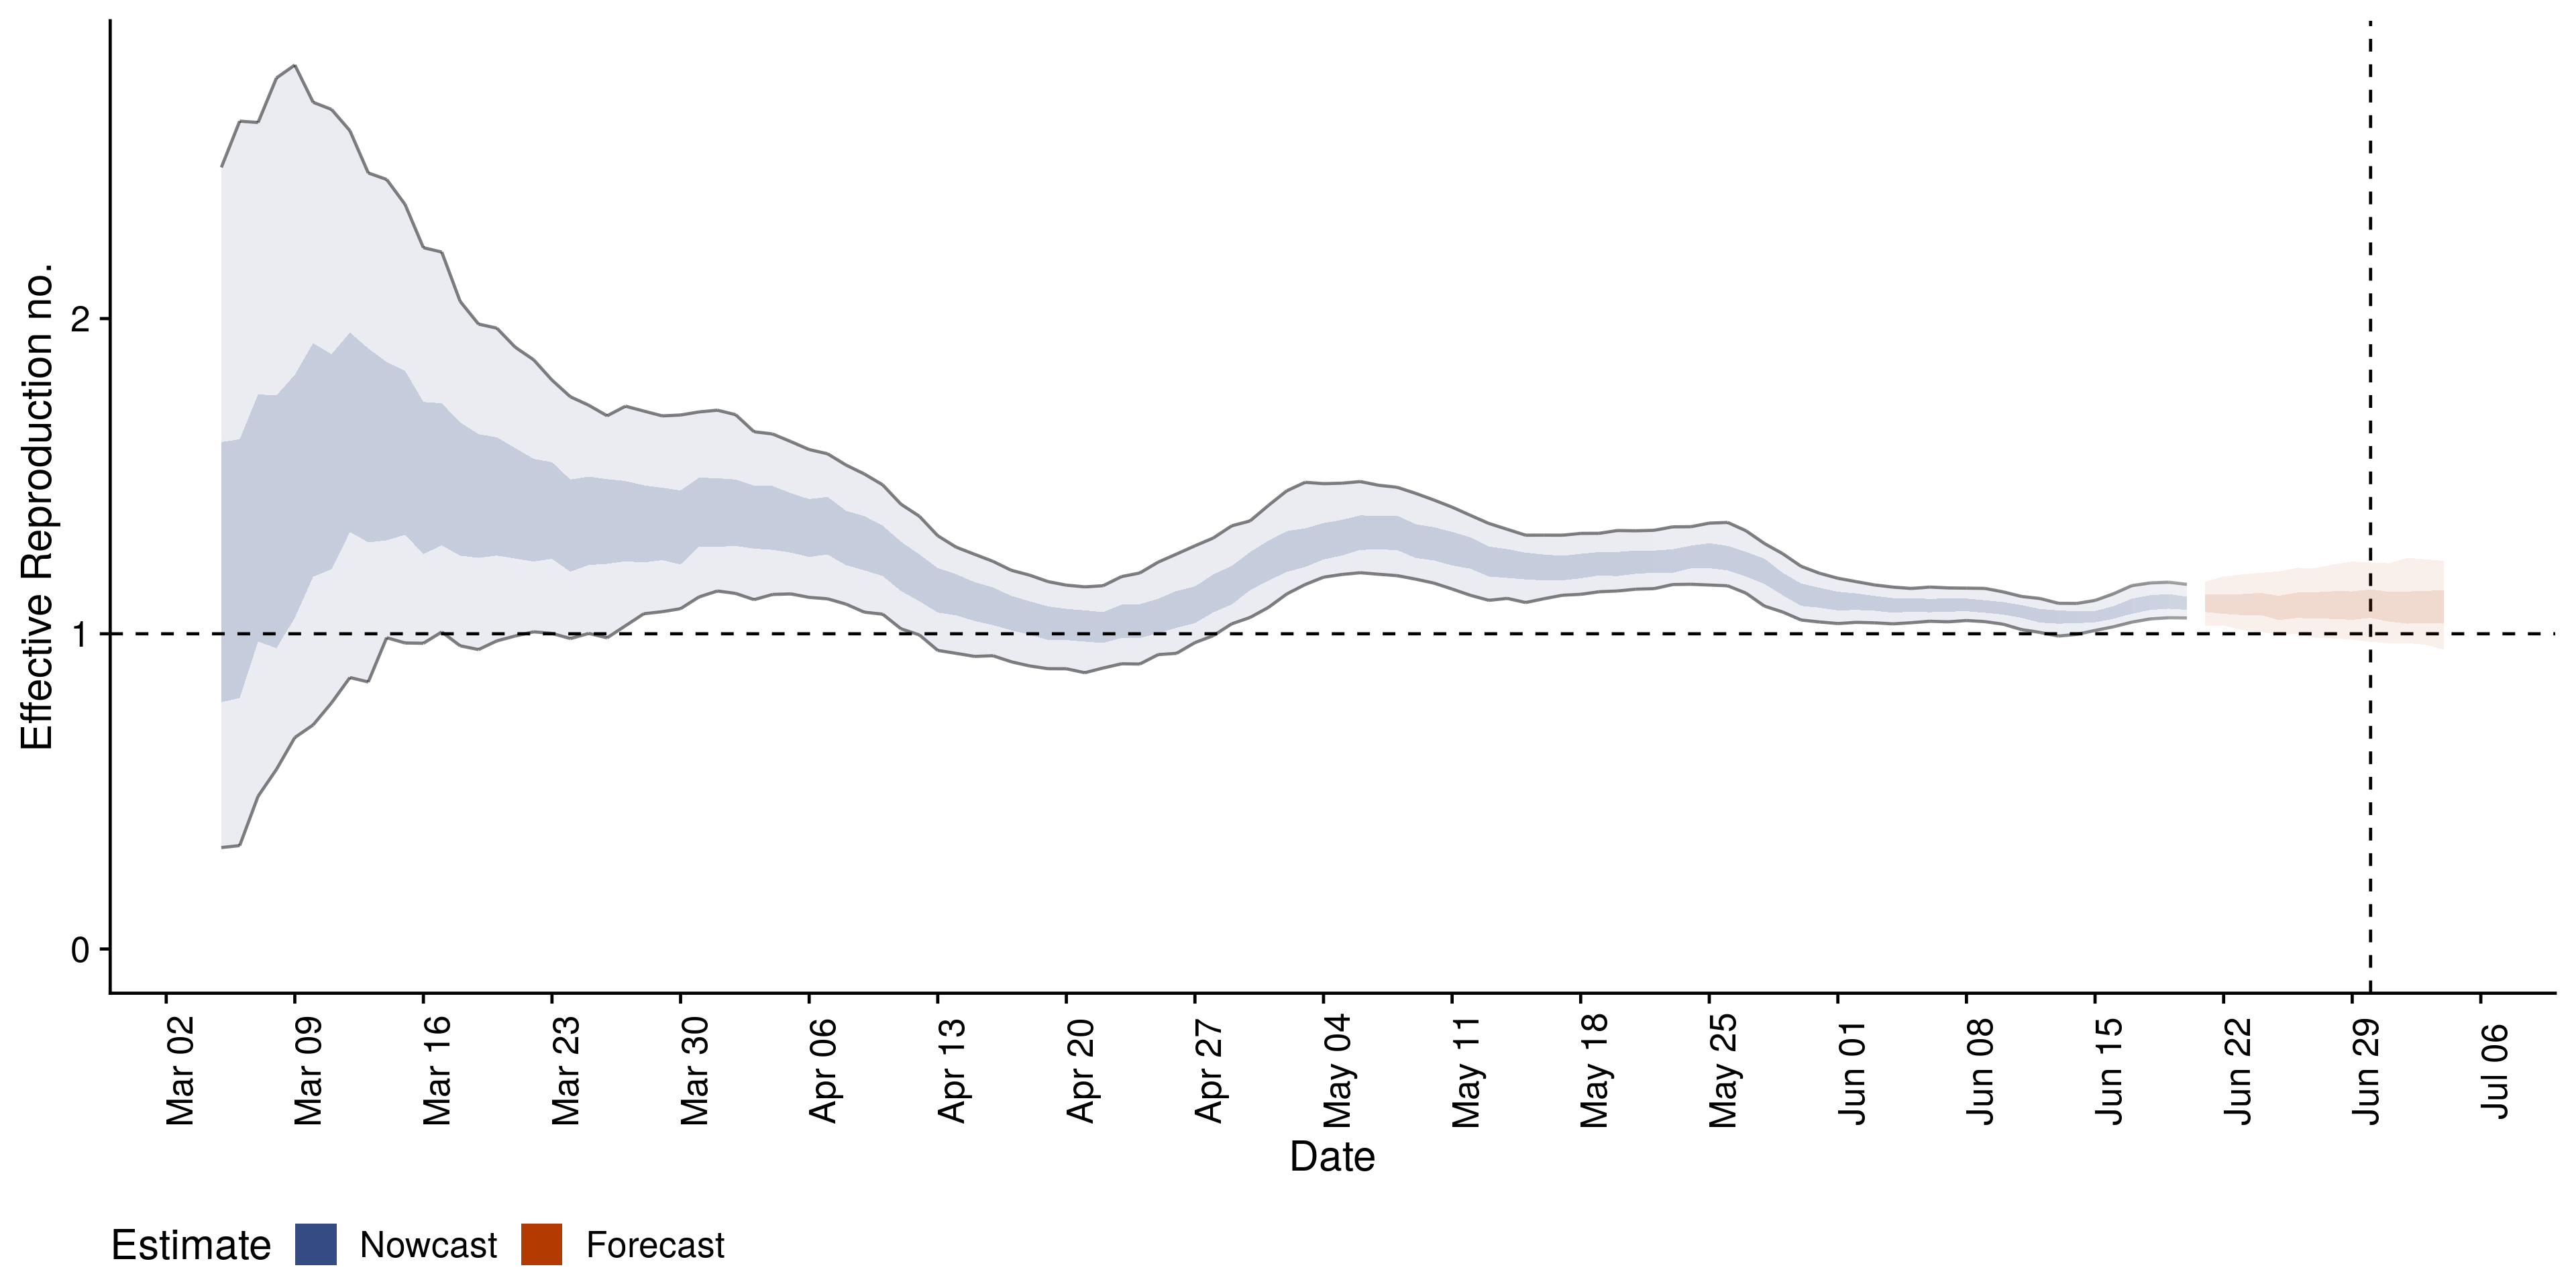 Effective Reproduction no.
2
1
0
Mar 02
Mar 09
Mar 16
Mar 23
Mar 30
Apr 06
Apr 13
Apr 20
Apr 27
May 04
May 11
May 18
May 25
Jun 01
Jun 08
Jun 15
Jun 22
Jun 29
Jul 06
Date
Estimate Nowcast Forecast